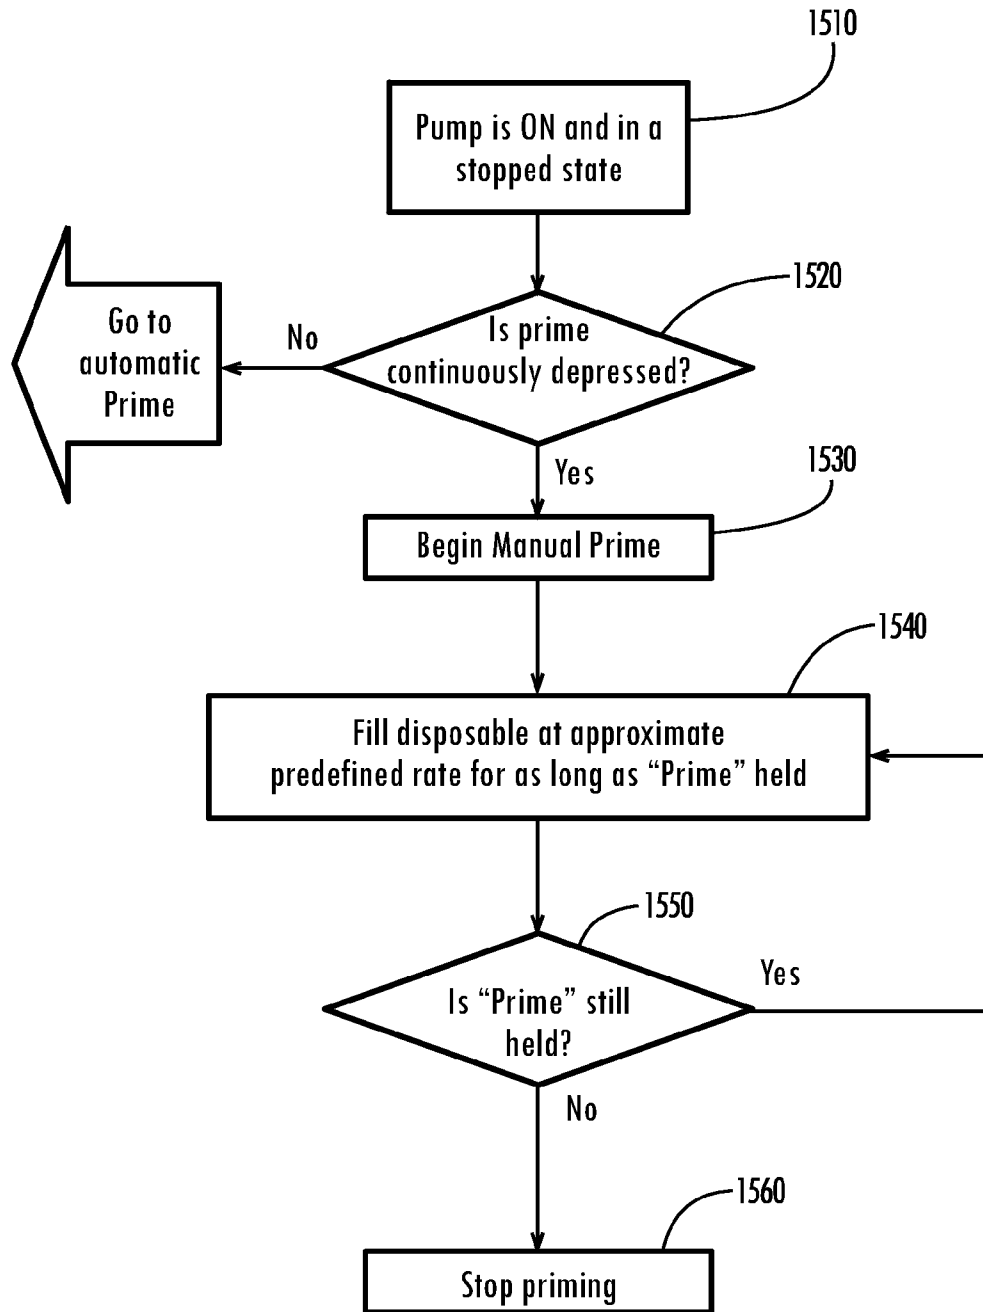 1510
Pump is ON and in a
stopped state
1520
Is prime
continuously depressed?
No
Go to
automatic
Prime
Yes
1530
Begin Manual Prime
1540
Fill disposable at approximate
predefined rate for as long as “Prime” held
1550
Is “Prime” still
held?
Yes
No
1560
Stop priming